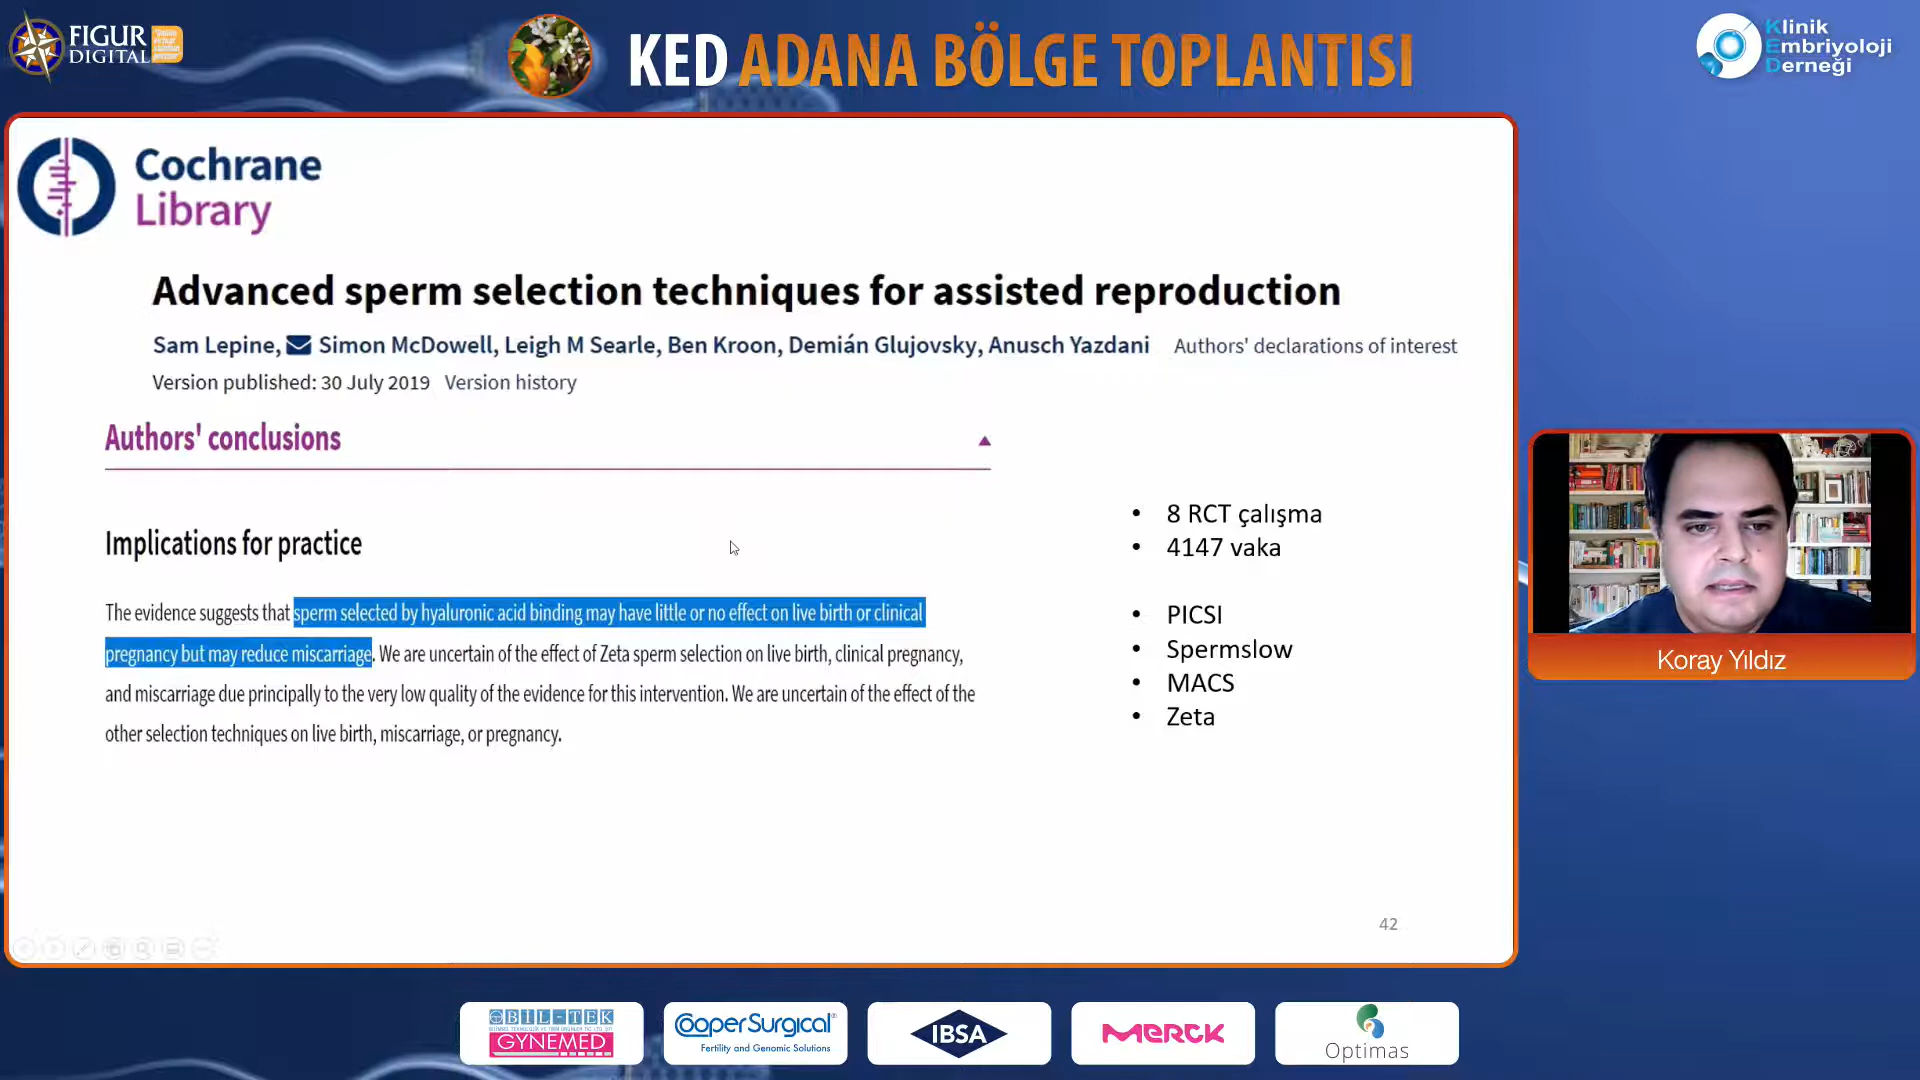 FIGUR
DIGITAL
KED ADANA BÖLGE TOPLANTISI
Klinik
Embriyoloji
Derneği
Cochrane
Library
Advanced sperm selection techniques for assisted reproduction
Sam Lepine, Simon McDowell, Leigh M Searle, Ben Kroon, Demián Glujovsky, Anusch Yazdani Authors' declarations of interest
Version published: 30 July 2019 Version history
Authors' conclusions
Implications for practice
The evidence suggests that sperm selected by hyaluronic acid binding may have little or no effect on live birth or clinical
pregnancy but may reduce miscarriage. We are uncertain of the effect of Zeta sperm selection on live birth, clinical pregnancy,
and miscarriage due principally to the very low quality of the evidence for this intervention. We are uncertain of the effect of the
other selection techniques on live birth, miscarriage, or pregnancy.
• 8 RCT çalışma
• 4147 vaka
• PICSI
• Spermslow
• MACS
• Zeta
42
Koray Yıldız
BİL-TEK
GYNEMED
CooperSurgical
Fertility and Genomic Solutions
IBSA
MERCK
Optimas